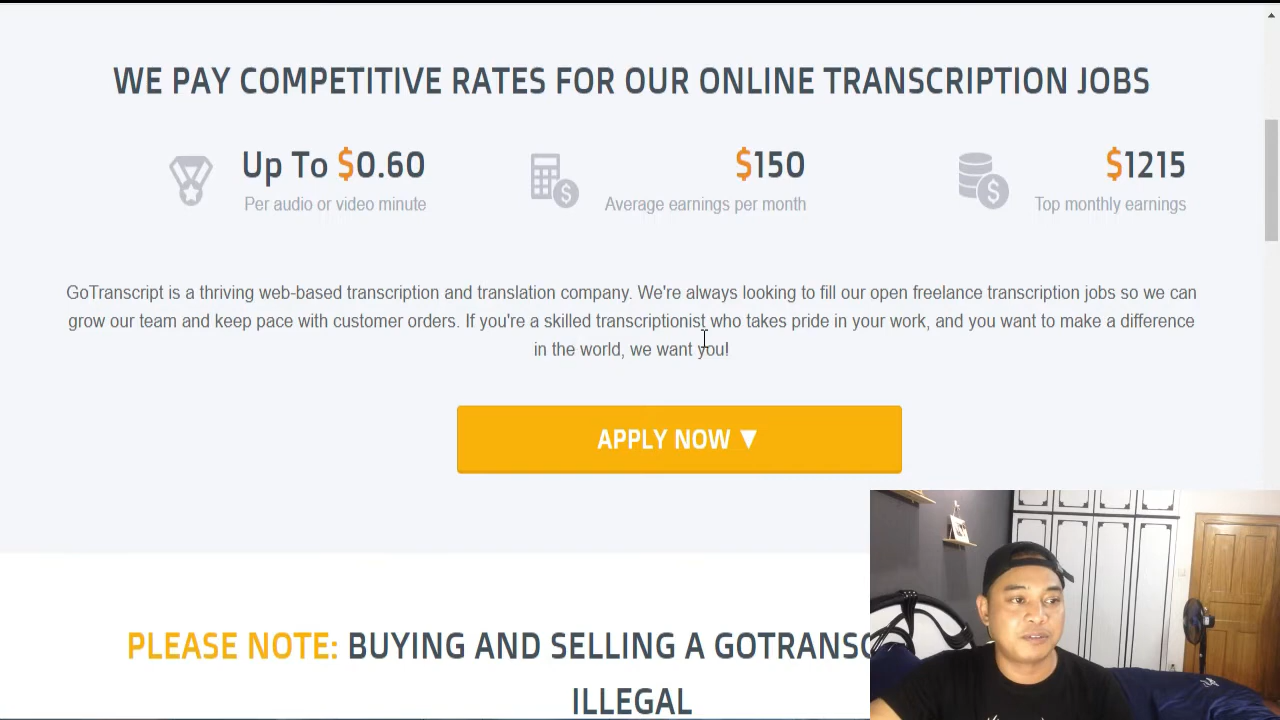 WE PAY COMPETITIVE RATES FOR OUR ONLINE TRANSCRIPTION JOBS
Up To $0.60
Per audio or video minute
$150
Average earnings per month
$1215
Top monthly earnings
GoTranscript is a thriving web-based transcription and translation company. We're always looking to fill our open freelance transcription jobs so we can
grow our team and keep pace with customer orders. If you're a skilled transcriptionist who takes pride in your work, and you want to make a difference
in the world, we want you!
APPLY NOW ▼
PLEASE NOTE: BUYING AND SELLING A
ILLEGAL